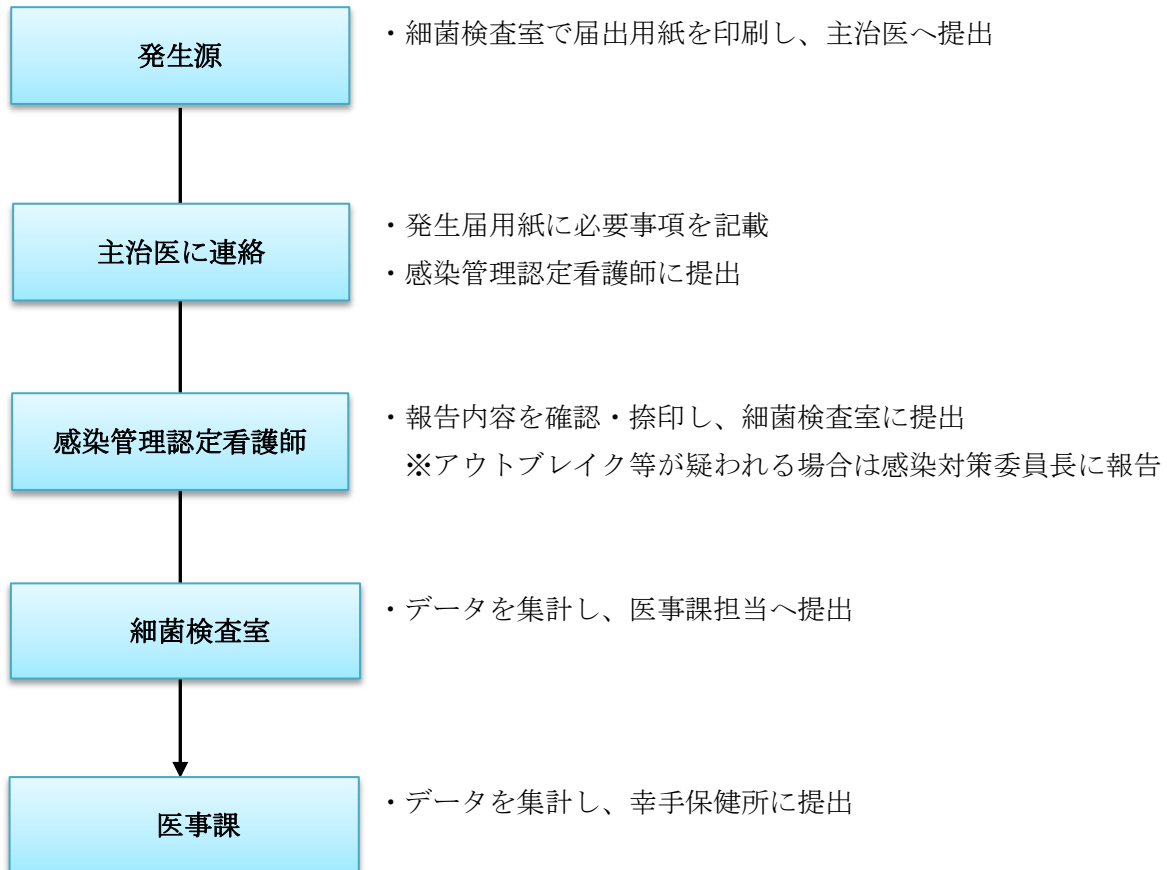 発生源
・細菌検査室で届出用紙を印刷し、主治医へ提出
主治医に連絡
・発生届用紙に必要事項を記載
・感染管理認定看護師に提出
感染管理認定看護師
・報告内容を確認・捺印し、細菌検査室に提出
※アウトブレイク等が疑われる場合は感染対策委員長に報告
細菌検査室
・データを集計し、医事課担当へ提出
医事課
・データを集計し、幸手保健所に提出